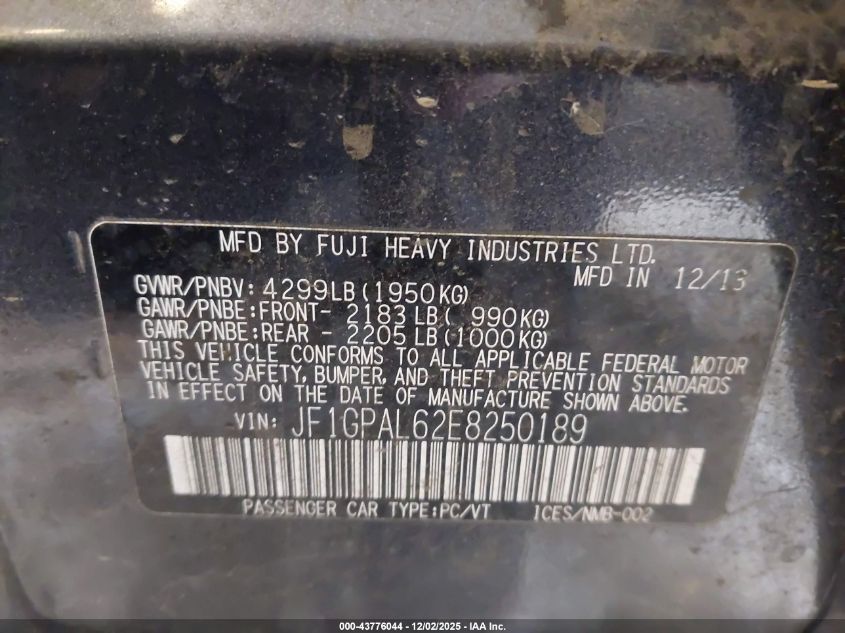 MFD BY FUJI HEAVY INDUSTRIES LTD.
MFD IN 12/13
GVWR/PNBV: 4299LB(1950KG)
GAWR/PNBE:FRONT- 2183LB( 990KG)
GAWR/PNBE:REAR - 2205LB(1000KG)
THIS VEHICLE CONFORMS TO ALL APPLICABLE FEDERAL MOTOR
VEHICLE SAFETY, BUMPER, AND THEFT PREVENTION STANDARDS
IN EFFECT ON THE DATE OF MANUFACTURE SHOWN ABOVE.
VIN: JF1GPAL62E8250189
PASSENGER CAR TYPE:PC/VT 1CES/NMB-002
000-43776044 - 12/02/2025 - IAA Inc.